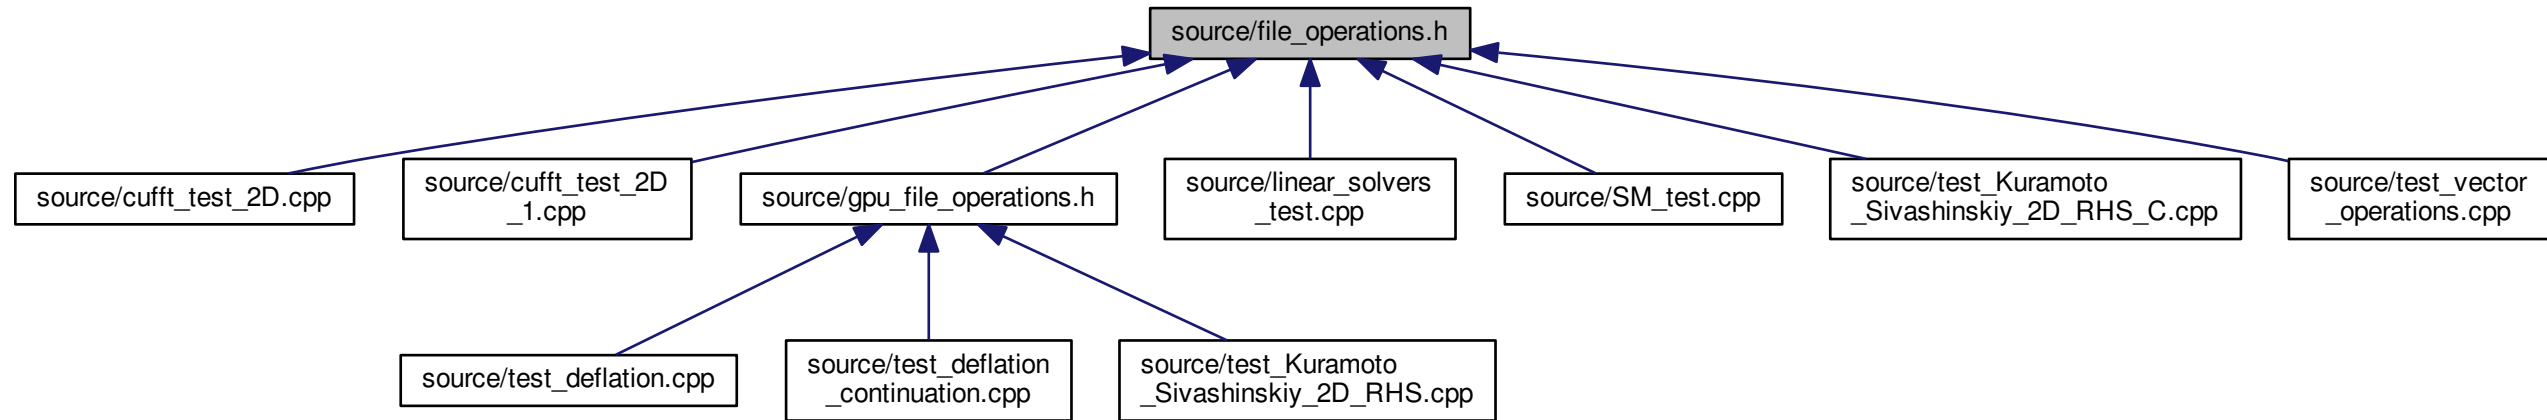 source/file_operations.h
source/cufft_test_2D.cpp
source/cufft_test_2D
_1.cpp
source/gpu_file_operations.h
source/linear_solvers
_test.cpp
source/SM_test.cpp
source/test_Kuramoto
_Sivashinskiy_2D_RHS_C.cpp
source/test_vector
_operations.cpp
source/test_deflation.cpp
source/test_deflation
_continuation.cpp
source/test_Kuramoto
_Sivashinskiy_2D_RHS.cpp